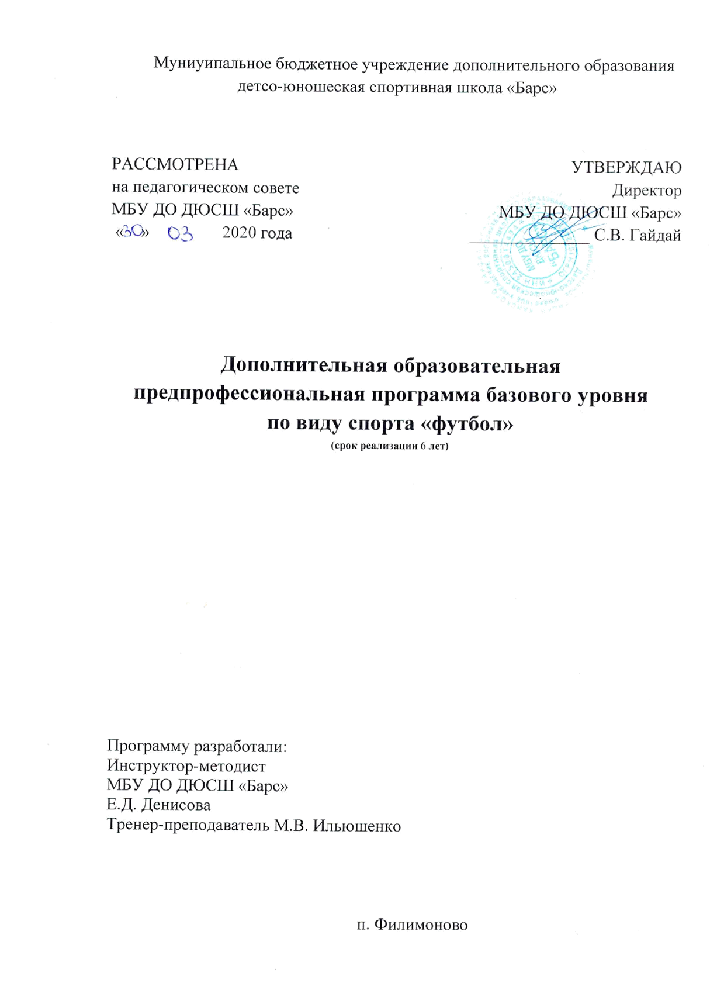 Муниуипальное бюджетное учреждение дополнительного образования
детсо-юношеская спортивная школа «Барс»
РАССМОТРЕНА
на педагогическом совете
МБУ ДО ДЮСШ «Барс»
«30» 03 2020 года
УТВЕРЖДАЮ
Директор
МБУ ДО ДЮСШ «Барс»
С.В. Гайдай
Дополнительная образовательная
предпрофессиональная программа базового уровня
по виду спорта «футбол»
(срок реализации 6 лет)
Программу разработали:
Инструктор-методист
МБУ ДО ДЮСШ «Барс»
Е.Д. Денисова
Тренер-преподаватель М.В. Ильюшенко
п. Филимоново